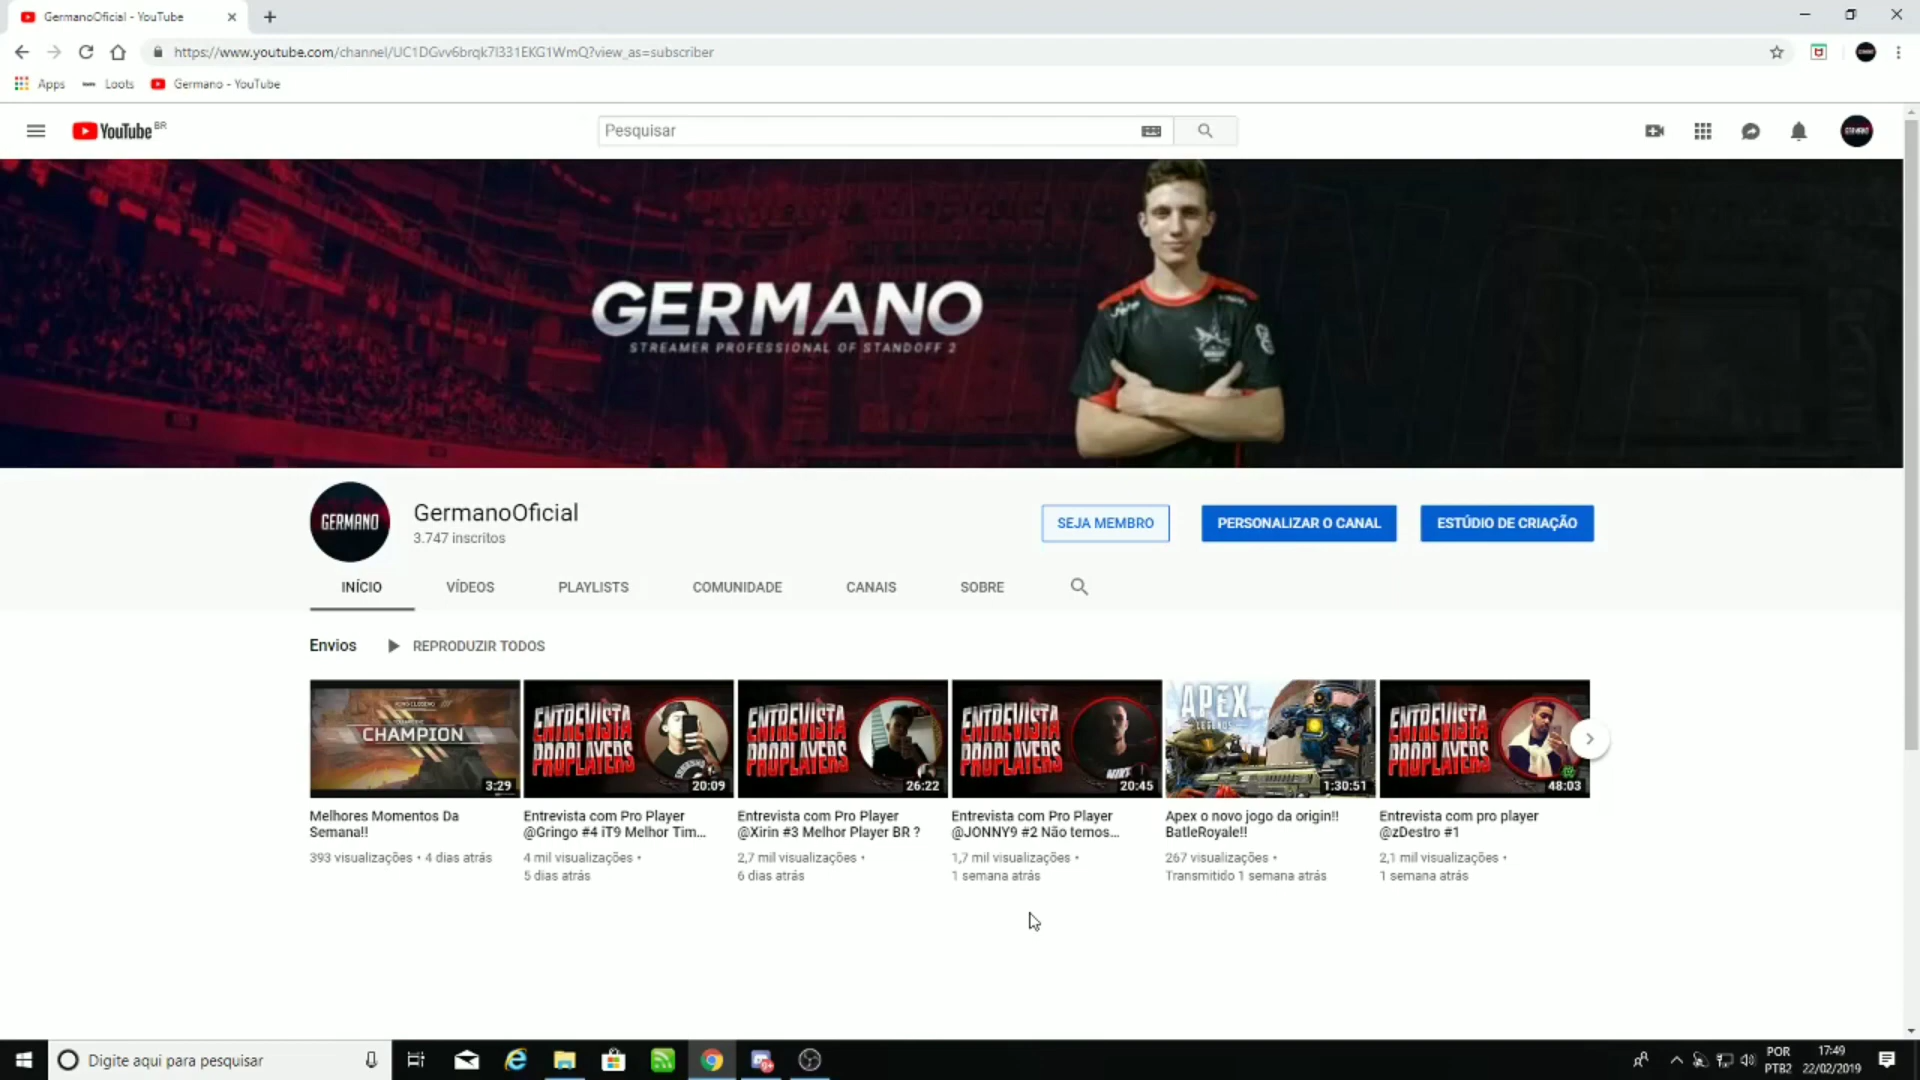 GermanoOficial - YouTube
https://www.youtube.com/channel/UC1DGvv6brqk7l331EKG1WmQ?view_as=subscriber
Apps
Loots
Germano - YouTube
YouTube BR
Pesquisar
GERMANO
STREAMER PROFESSIONAL OF STANDOFF 2
GERMANO
GermanoOficial
3.747 inscritos
SEJA MEMBRO
PERSONALIZAR O CANAL
ESTÚDIO DE CRIAÇÃO
INÍCIO
VÍDEOS
PLAYLISTS
COMUNIDADE
CANAIS
SOBRE
Envios
REPRODUZIR TODOS
CHAMPION
3:29
Melhores Momentos Da
Semana!!
393 visualizações • 4 dias atrás
ENTREVISTA
PROPLAYERS
20:09
Entrevista com Pro Player
@Gringo #4 iT9 Melhor Tim...
4 mil visualizações •
5 dias atrás
ENTREVISTA
PROPLAYERS
26:22
Entrevista com Pro Player
@Xirin #3 Melhor Player BR ?
2,7 mil visualizações •
6 dias atrás
ENTREVISTA
PROPLAYERS
20:45
Entrevista com Pro Player
@JONNY9 #2 Não temos...
1,7 mil visualizações •
1 semana atrás
APEX
LEGENDS
1:30:51
Apex o novo jogo da origin!!
BatleRoyale!!
267 visualizações •
Transmitido 1 semana atrás
ENTREVISTA
PROPLAYERS
48:03
Entrevista com pro player
@zDestro #1
2,1 mil visualizações •
1 semana atrás
Digite aqui para pesquisar
POR
PTB2
17:49
22/02/2019